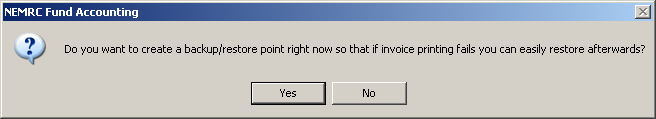 NEMRC Fund Accounting
Do you want to create a backup/restore point right now so that if invoice printing fails you can easily restore afterwards?
Yes
No